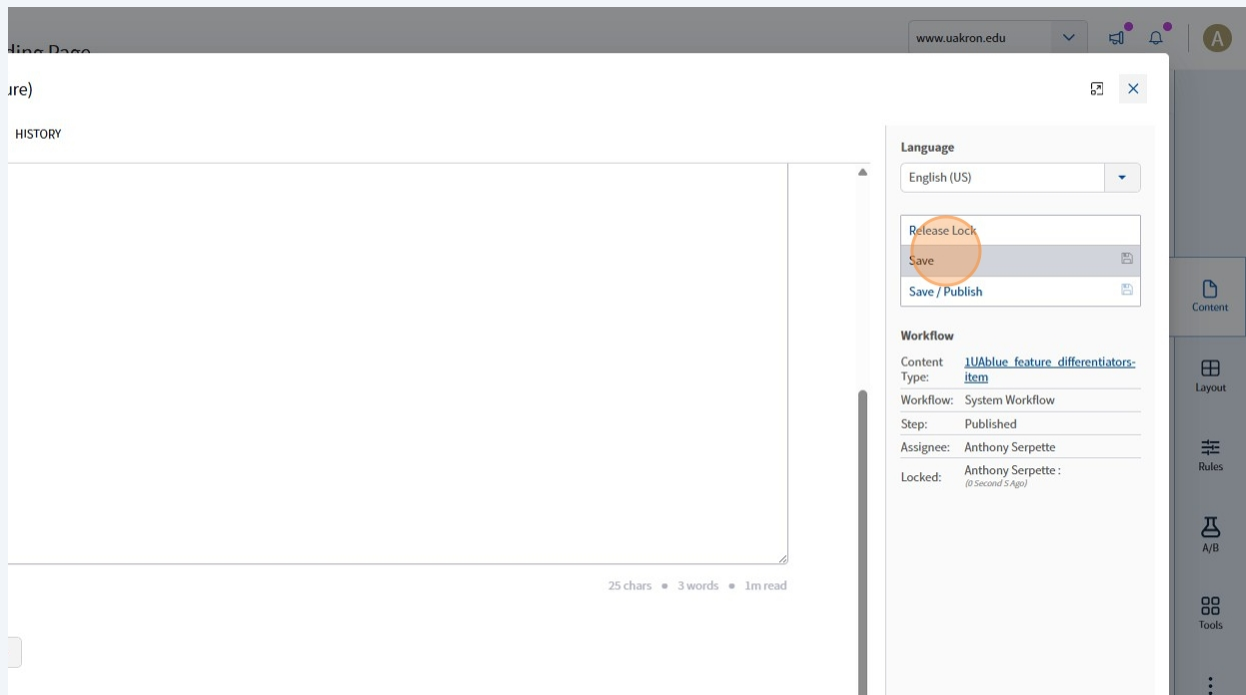 www.uakron.edu
A
ding Page
ure)
HISTORY
Language
English (US)
Release Lock
Save
Save / Publish
Workflow
Content Type:
1UAblue_feature_differentiators-
item
Workflow: System Workflow
Step: Published
Assignee: Anthony Serpette
Locked: Anthony Serpette :
(0 Second S Ago)
25 chars • 3 words • 1m read
Content
Layout
Rules
A/B
Tools